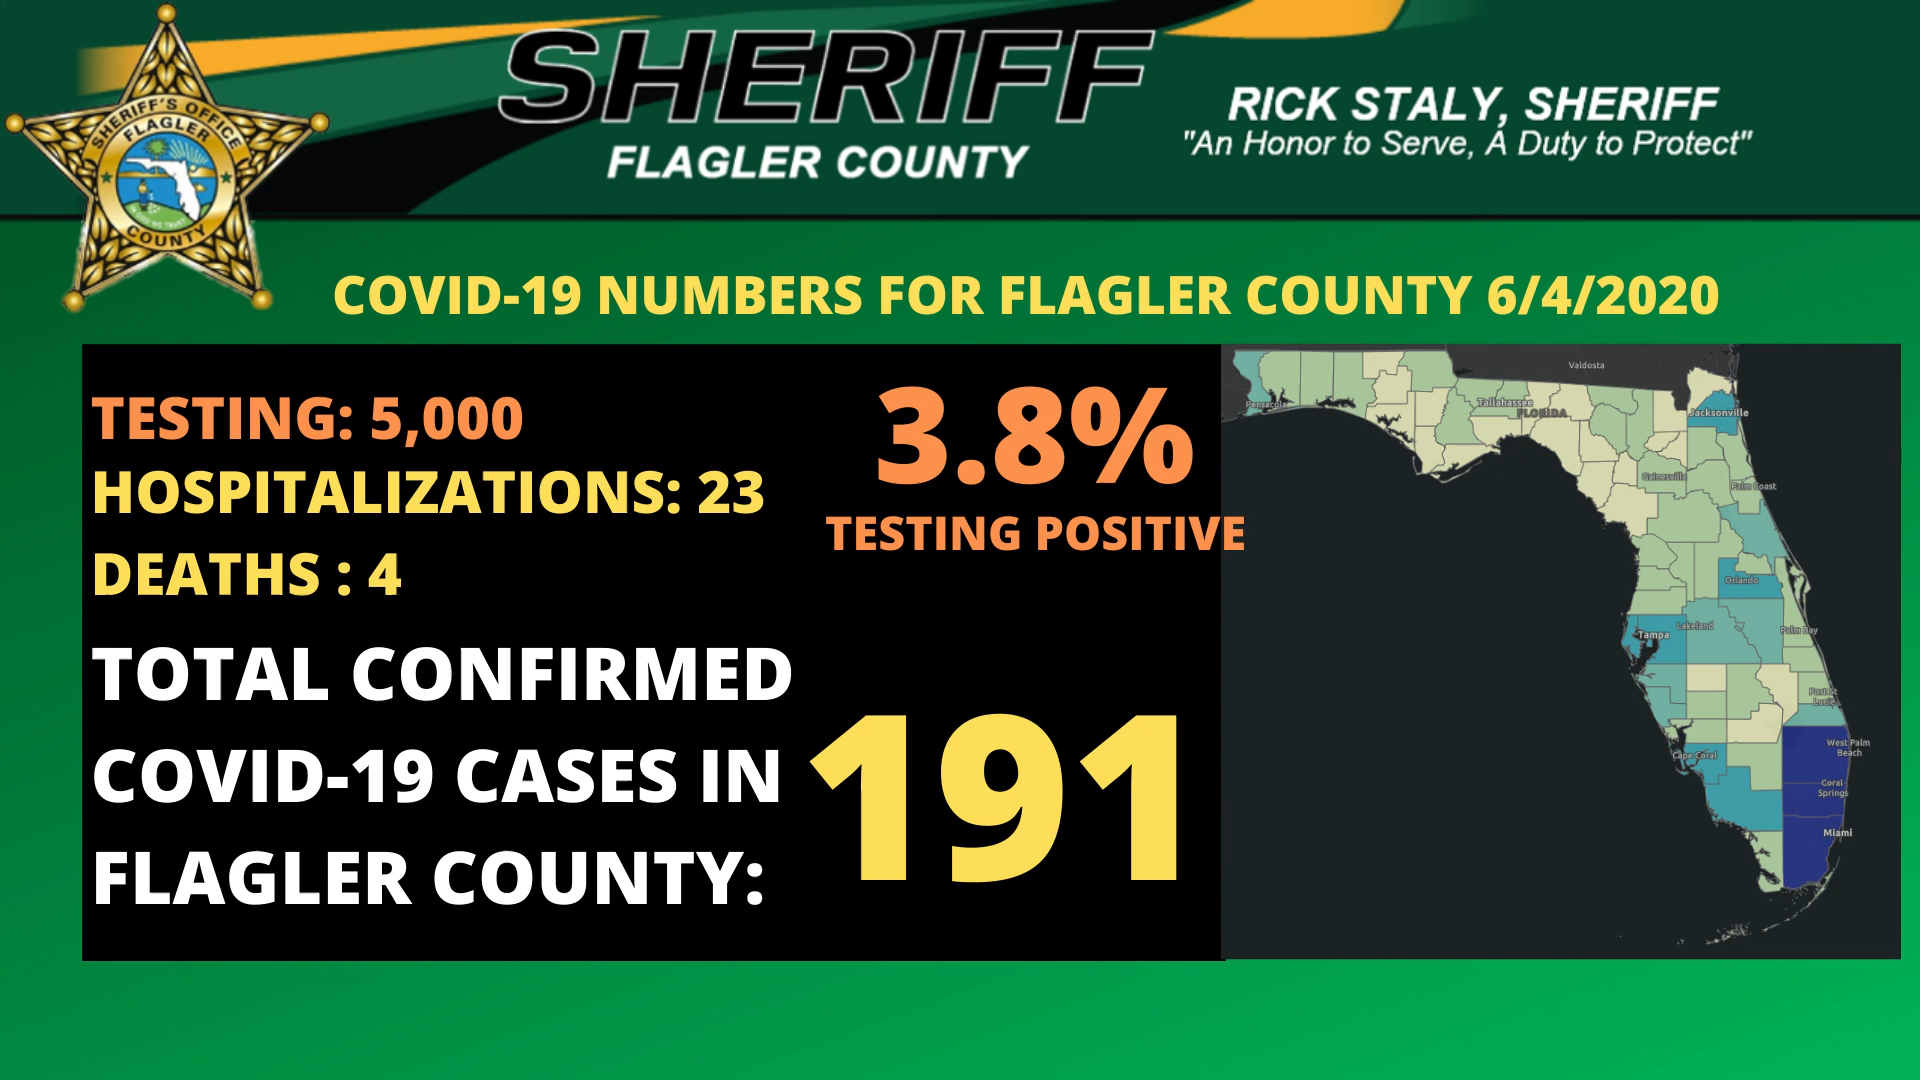 SHERIFF
FLAGLER COUNTY
RICK STALY, SHERIFF
"An Honor to Serve, A Duty to Protect"
SHERIFF'S OFFICE
FLAGLER
COUNTY
COVID-19 NUMBERS FOR FLAGLER COUNTY 6/4/2020
TESTING: 5,000
HOSPITALIZATIONS: 23
DEATHS : 4
3.8%
TESTING POSITIVE
TOTAL CONFIRMED
COVID-19 CASES IN
FLAGLER COUNTY:
191
Valdosta
Pensacola
Tallahassee
FLORIDA
Jacksonville
Gainesville
Palm Coast
Orlando
Lakeland
Tampa
Palm Bay
Port St
Lucie
Cape Coral
West Palm
Beach
Coral
Springs
Miami